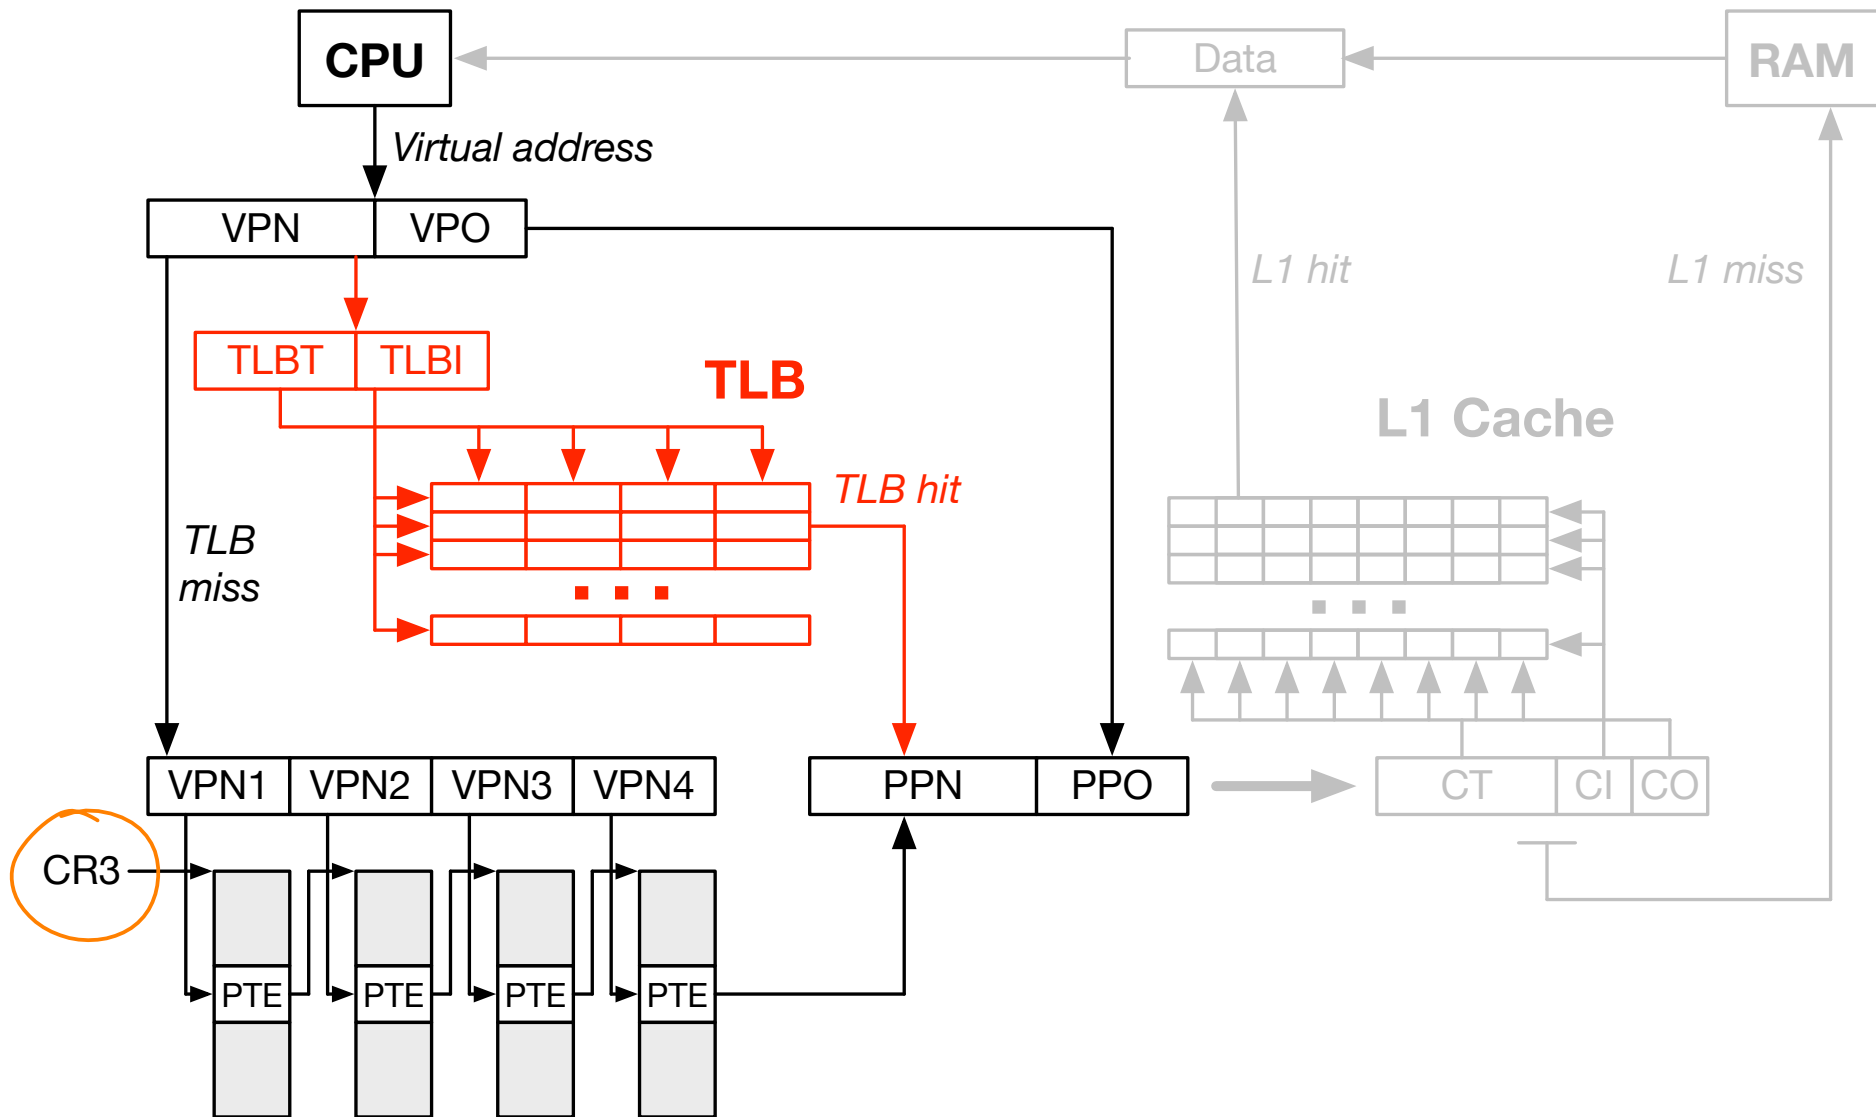 CPU
Data
RAM
Virtual address
VPN
VPO
L1 hit
L1 miss
TLBT
TLBI
TLB
L1 Cache
TLB hit
TLB
miss
VPN1
VPN2
VPN3
VPN4
PPN
PPO
CT
CI
CO
CR3
PTE
PTE
PTE
PTE